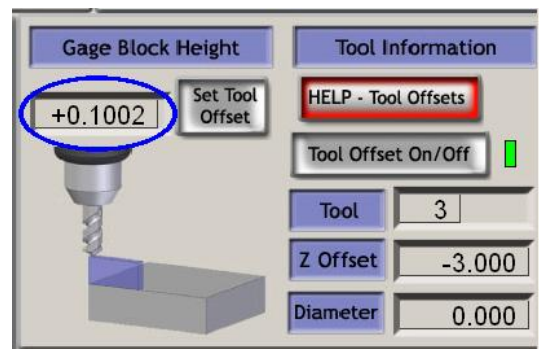 Gage Block Height
+0.1002
Set Tool
Offset
Tool Information
HELP - Tool Offsets
Tool Offset On/Off
Tool 3
Z Offset -3.000
Diameter 0.000